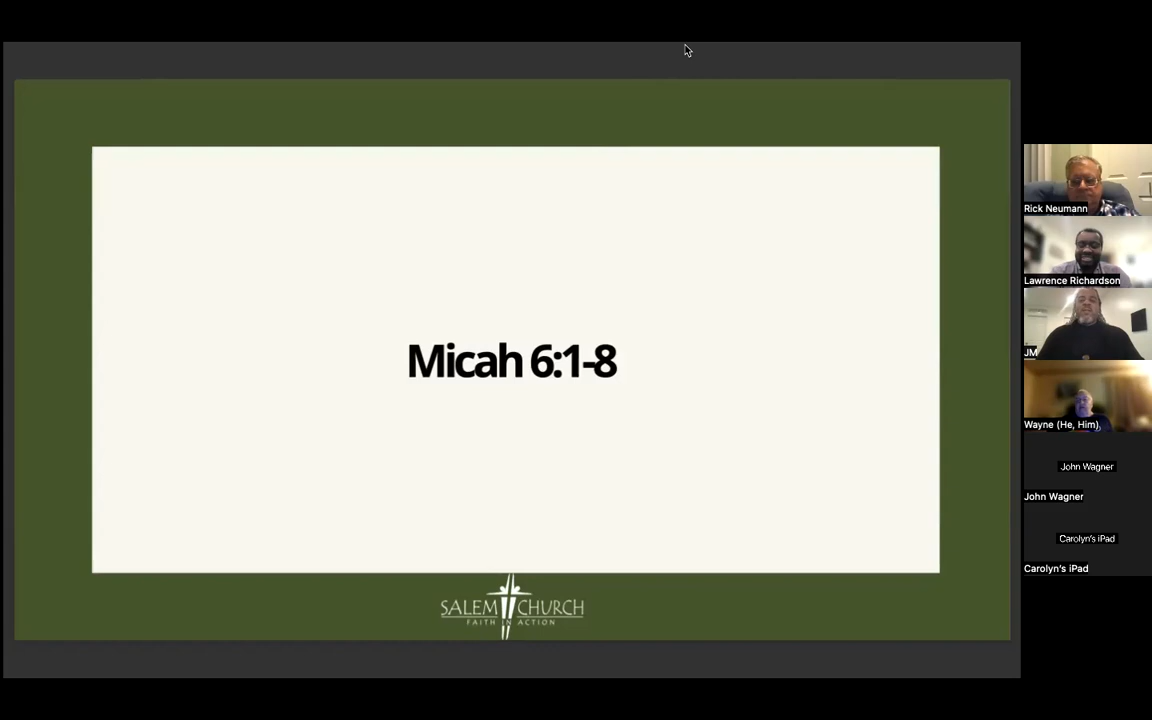 Micah 6:1-8
SALEM CHURCH
FAITH IN ACTION
Rick Neumann
Lawrence Richardson
JM
Wayne (He, Him)
John Wagner
John Wagner
Carolyn's iPad
Carolyn's iPad